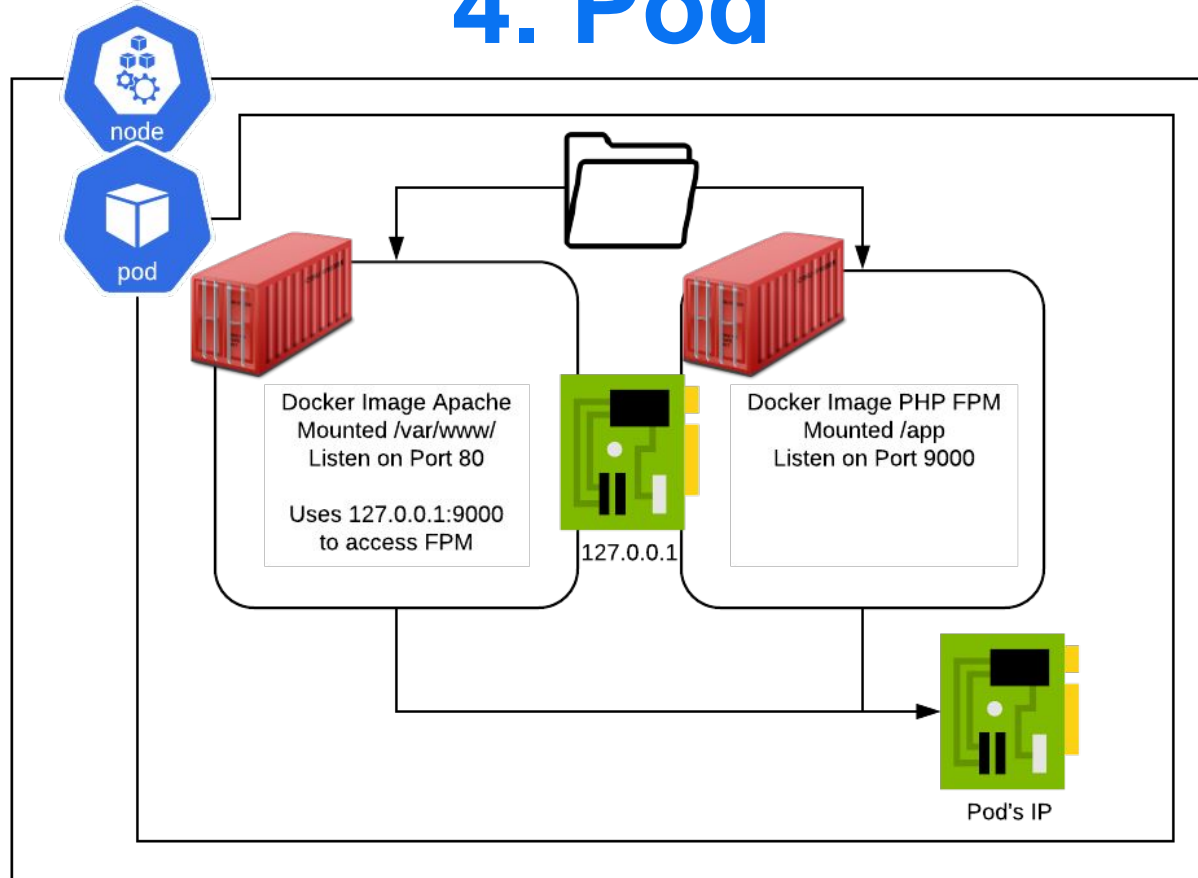 4. Pod
node
pod
Docker Image Apache
Mounted /var/www/
Listen on Port 80
Uses 127.0.0.1:9000
to access FPM
127.0.0.1
Docker Image PHP FPM
Mounted /app
Listen on Port 9000
Pod's IP